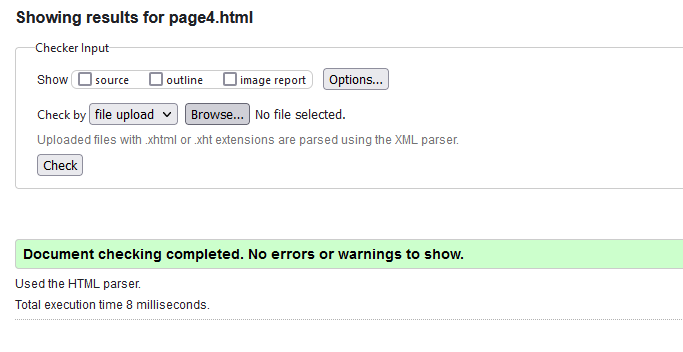 Showing results for page4.html
Checker Input
Show source outline image report Options...
Check by file upload Browse... No file selected.
Uploaded files with .xhtml or .xht extensions are parsed using the XML parser.
Check
Document checking completed. No errors or warnings to show.
Used the HTML parser.
Total execution time 8 milliseconds.